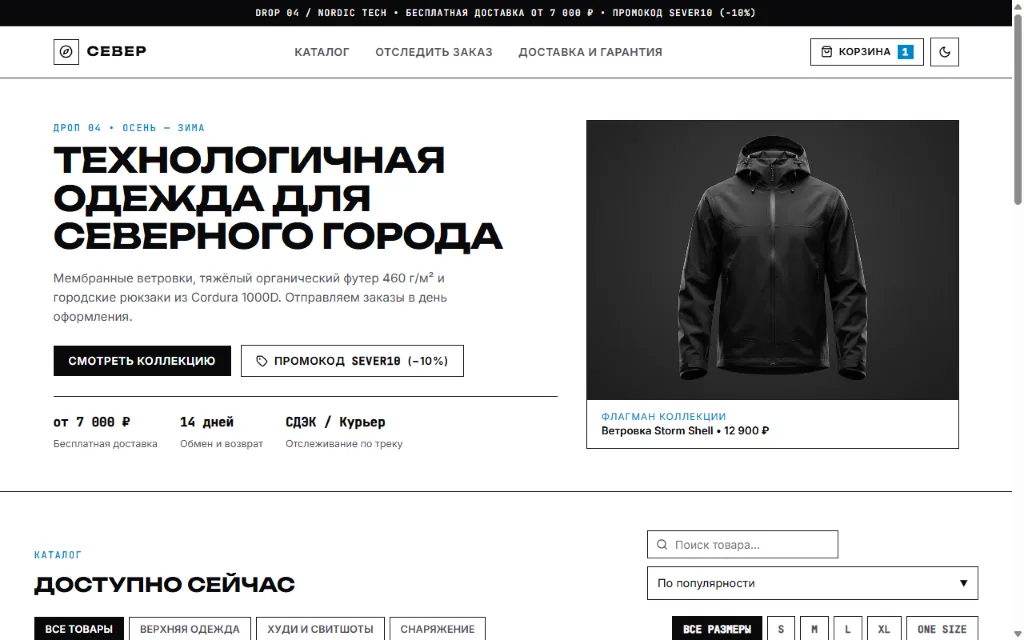 DROP 04 / NORDIC TECH • БЕСПЛАТНАЯ ДОСТАВКА ОТ 7 000 ₽ • ПРОМОКОД SEVER10 (-10%)
СЕВЕР
КАТАЛОГ
ОТСЛЕДИТЬ ЗАКАЗ
ДОСТАВКА И ГАРАНТИЯ
КОРЗИНА 1
ДРОП 04 • ОСЕНЬ — ЗИМА
ТЕХНОЛОГИЧНАЯ
ОДЕЖДА ДЛЯ
СЕВЕРНОГО ГОРОДА
Мембранные ветровки, тяжёлый органический футер 460 г/м² и
городские рюкзаки из Cordura 1000D. Отправляем заказы в день
оформления.
СМОТРЕТЬ КОЛЛЕКЦИЮ
ПРОМОКОД SEVER10 (−10%)
от 7 000 ₽
Бесплатная доставка
14 дней
Обмен и возврат
СДЭК / Курьер
Отслеживание по треку
ФЛАГМАН КОЛЛЕКЦИИ
Ветровка Storm Shell • 12 900 ₽
КАТАЛОГ
ДОСТУПНО СЕЙЧАС
Поиск товара...
По популярности
ВСЕ ТОВАРЫ
ВЕРХНЯЯ ОДЕЖДА
ХУДИ И СВИТШОТЫ
СНАРЯЖЕНИЕ
ВСЕ РАЗМЕРЫ
S
M
L
XL
ONE SIZE